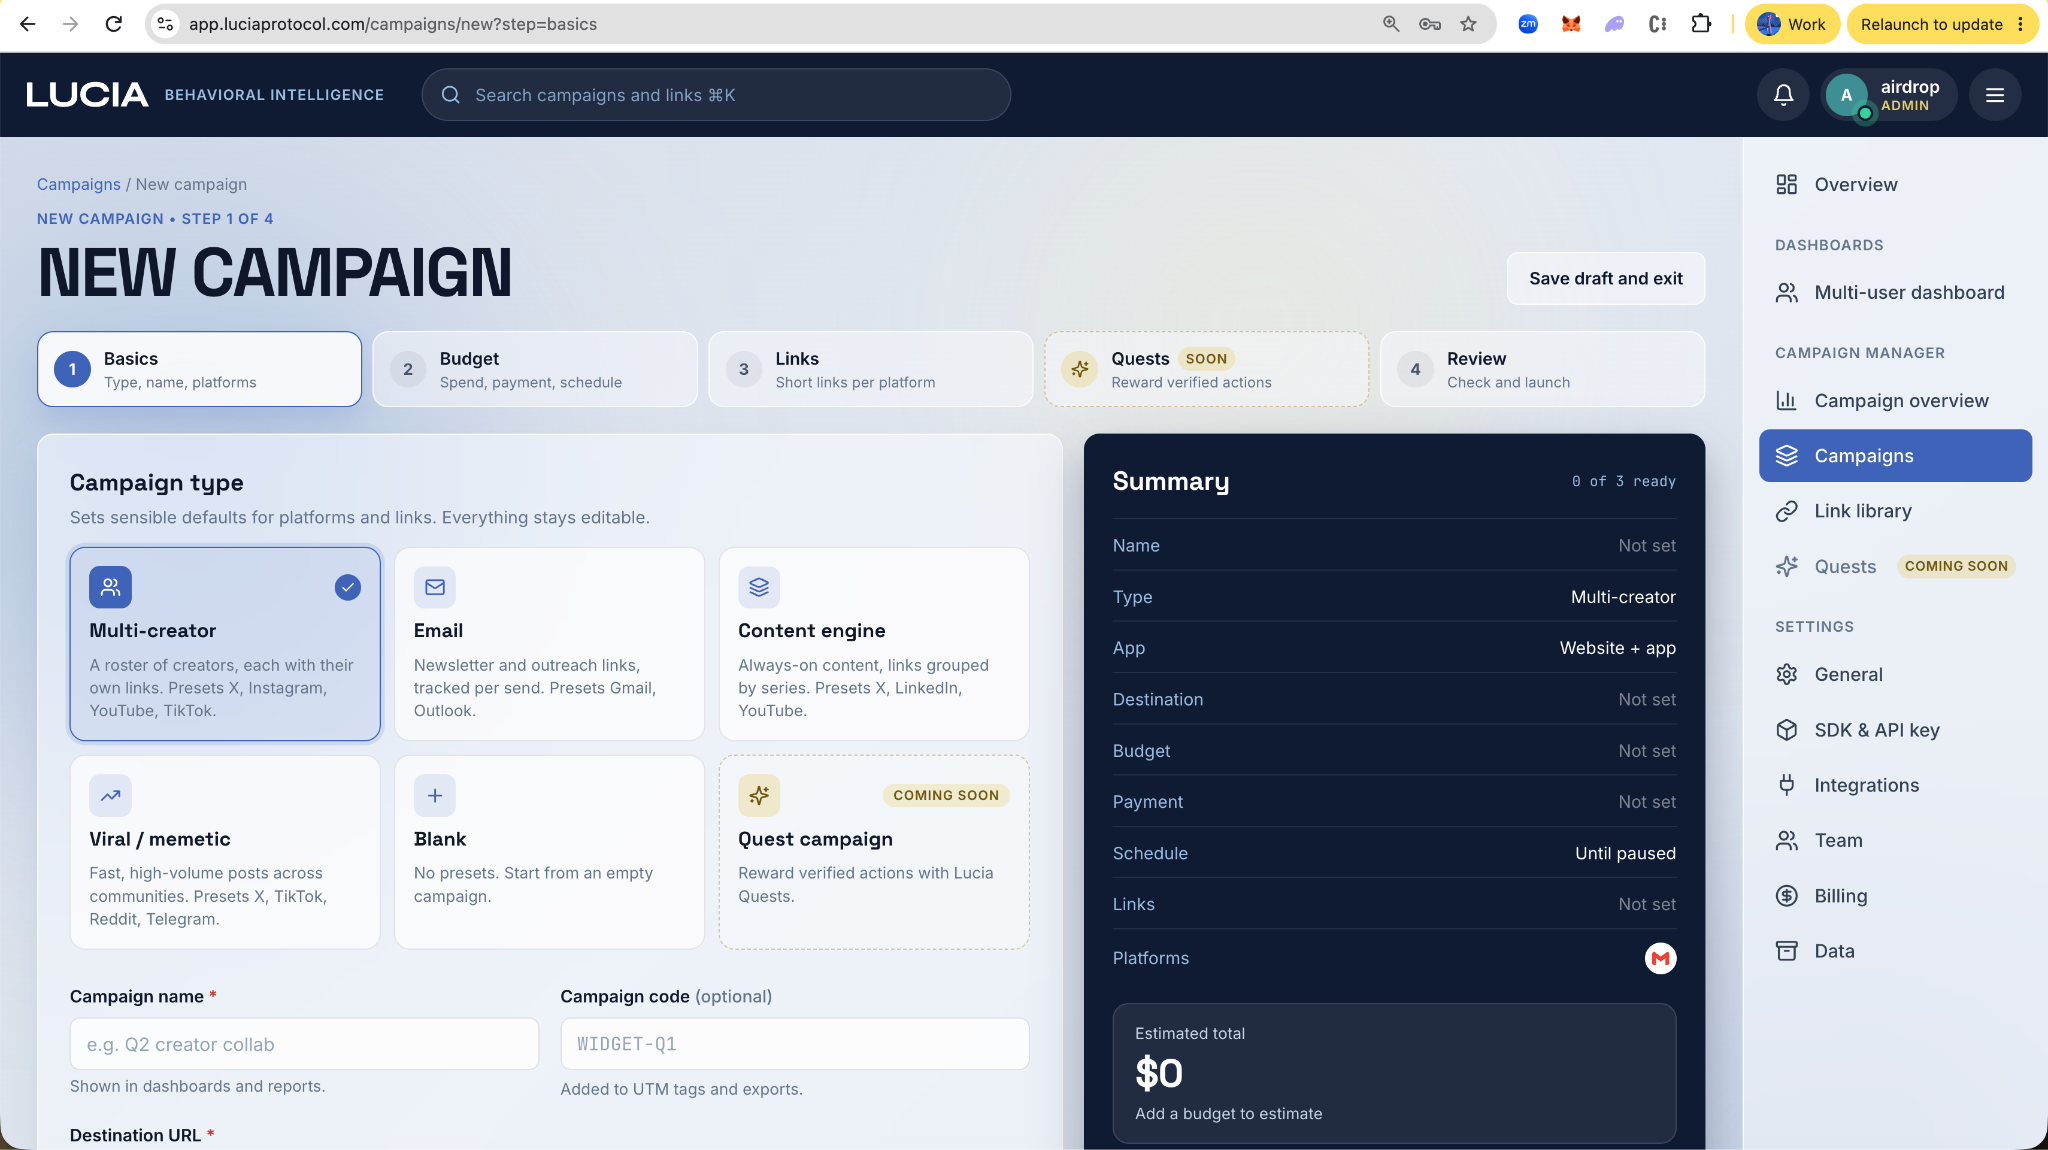 app.luciaprotocol.com/campaigns/new?step=basics
zm
Work
Relaunch to update
LUCIA
BEHAVIORAL INTELLIGENCE
Search campaigns and links ⌘K
A
airdrop
ADMIN
Campaigns / New campaign
NEW CAMPAIGN • STEP 1 OF 4
NEW CAMPAIGN
Save draft and exit
1
Basics
Type, name, platforms
2
Budget
Spend, payment, schedule
3
Links
Short links per platform
Quests SOON
Reward verified actions
4
Review
Check and launch
Campaign type
Sets sensible defaults for platforms and links. Everything stays editable.
Multi-creator
A roster of creators, each with their
own links. Presets X, Instagram,
YouTube, TikTok.
Email
Newsletter and outreach links,
tracked per send. Presets Gmail,
Outlook.
Content engine
Always-on content, links grouped
by series. Presets X, LinkedIn,
YouTube.
Viral / memetic
Fast, high-volume posts across
communities. Presets X, TikTok,
Reddit, Telegram.
Blank
No presets. Start from an empty
campaign.
COMING SOON
Quest campaign
Reward verified actions with Lucia
Quests.
Campaign name *
e.g. Q2 creator collab
Shown in dashboards and reports.
Campaign code (optional)
WIDGET-Q1
Added to UTM tags and exports.
Destination URL *
Summary
0 of 3 ready
Name Not set
Type Multi-creator
App Website + app
Destination Not set
Budget Not set
Payment Not set
Schedule Until paused
Links Not set
Platforms
Estimated total
$0
Add a budget to estimate
Overview
DASHBOARDS
Multi-user dashboard
CAMPAIGN MANAGER
Campaign overview
Campaigns
Link library
Quests COMING SOON
SETTINGS
General
SDK & API key
Integrations
Team
Billing
Data